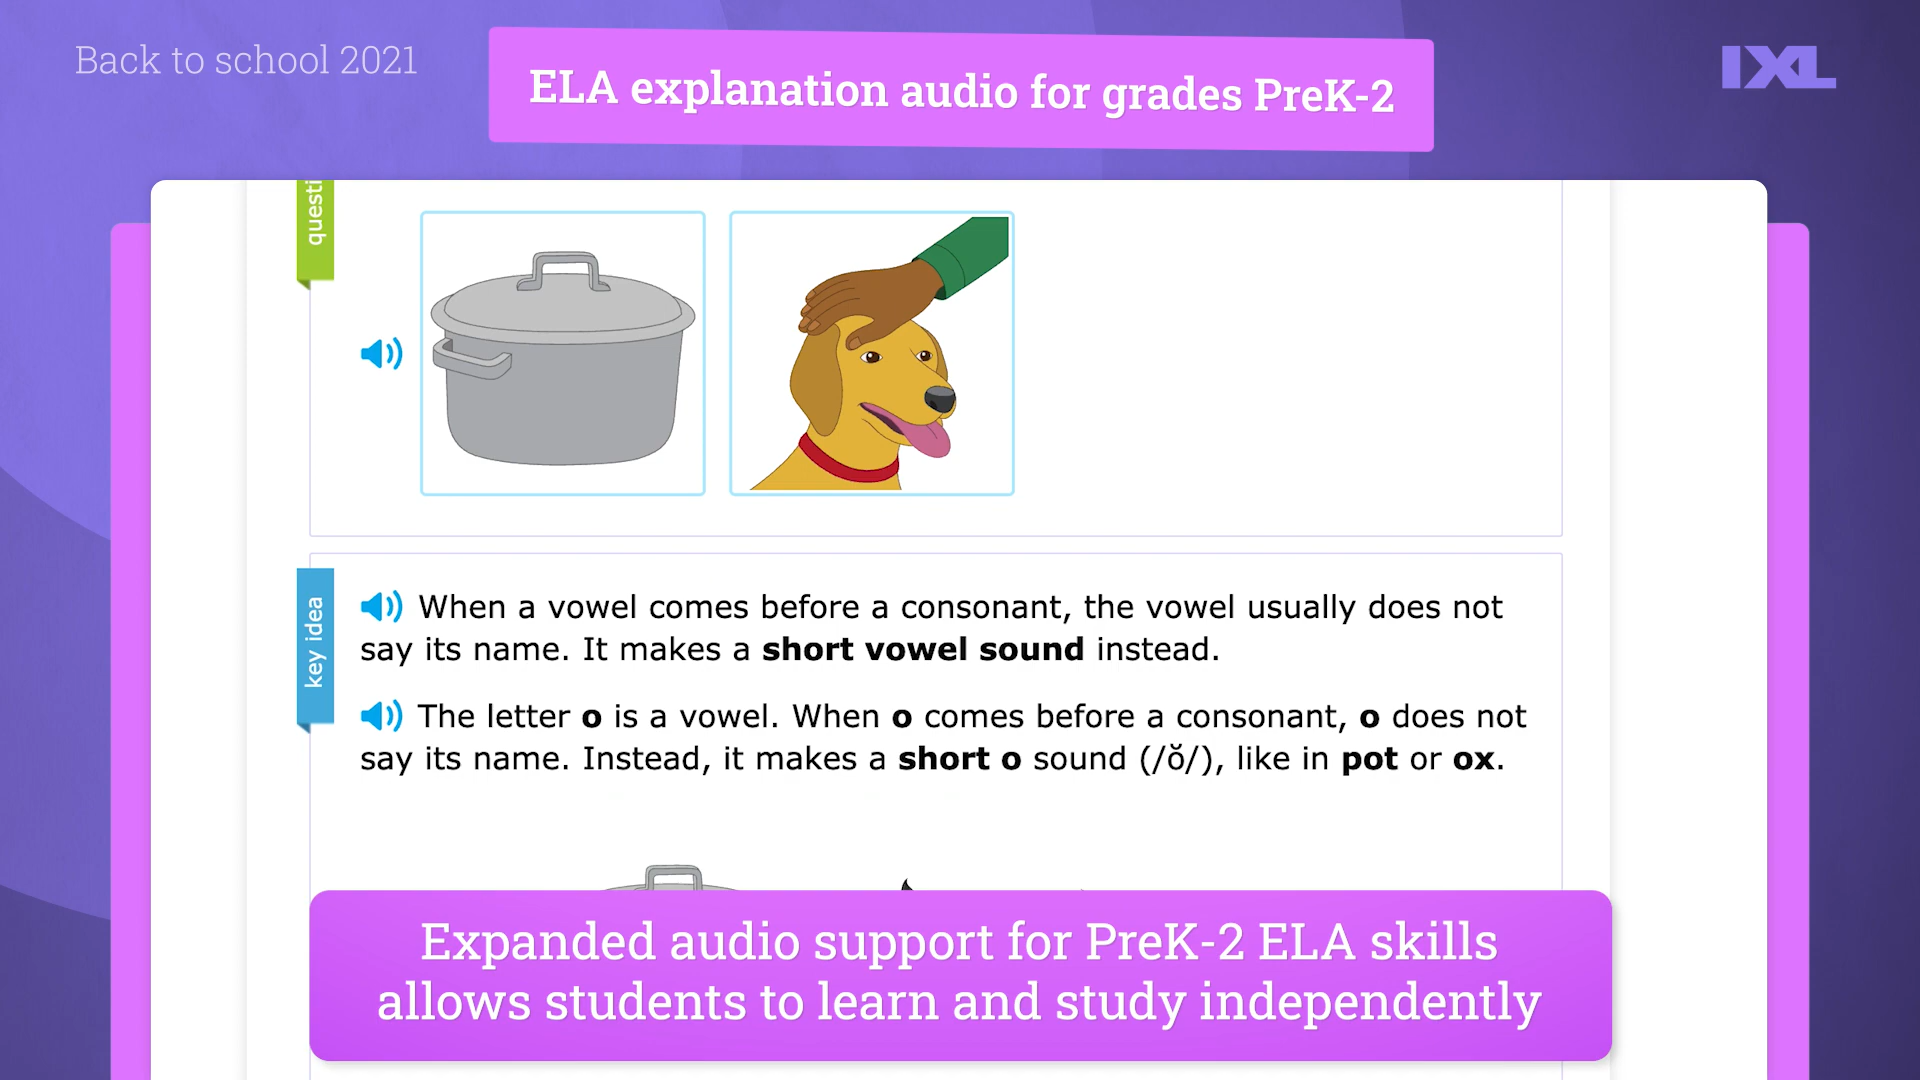 Back to school 2021
ELA explanation audio for grades PreK-2
IXL
questi
key idea
When a vowel comes before a consonant, the vowel usually does not
say its name. It makes a short vowel sound instead.
The letter o is a vowel. When o comes before a consonant, o does not
say its name. Instead, it makes a short o sound (/ŏ/), like in pot or ox.
Expanded audio support for PreK-2 ELA skills
allows students to learn and study independently